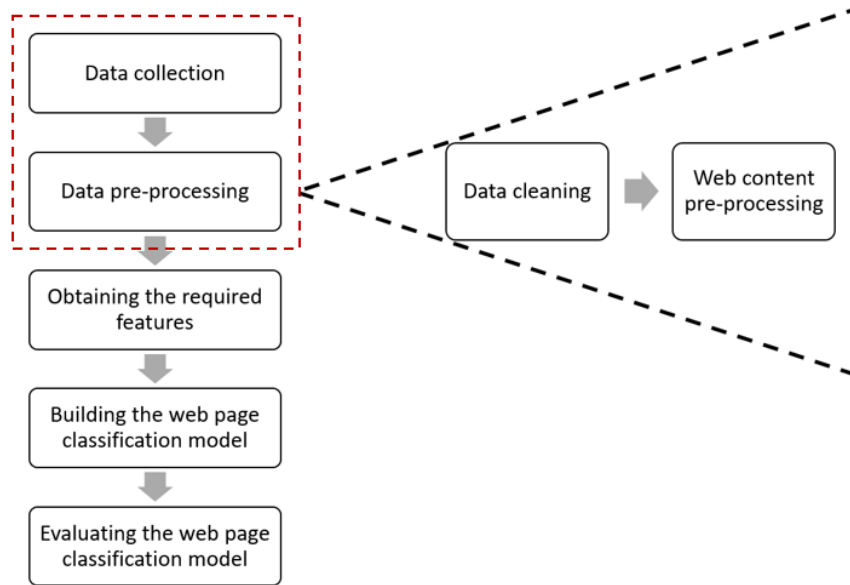 Data collection
Data pre-processing
Obtaining the required
features
Building the web page
classification model
Evaluating the web page
classification model
Data cleaning
Web content
pre-processing